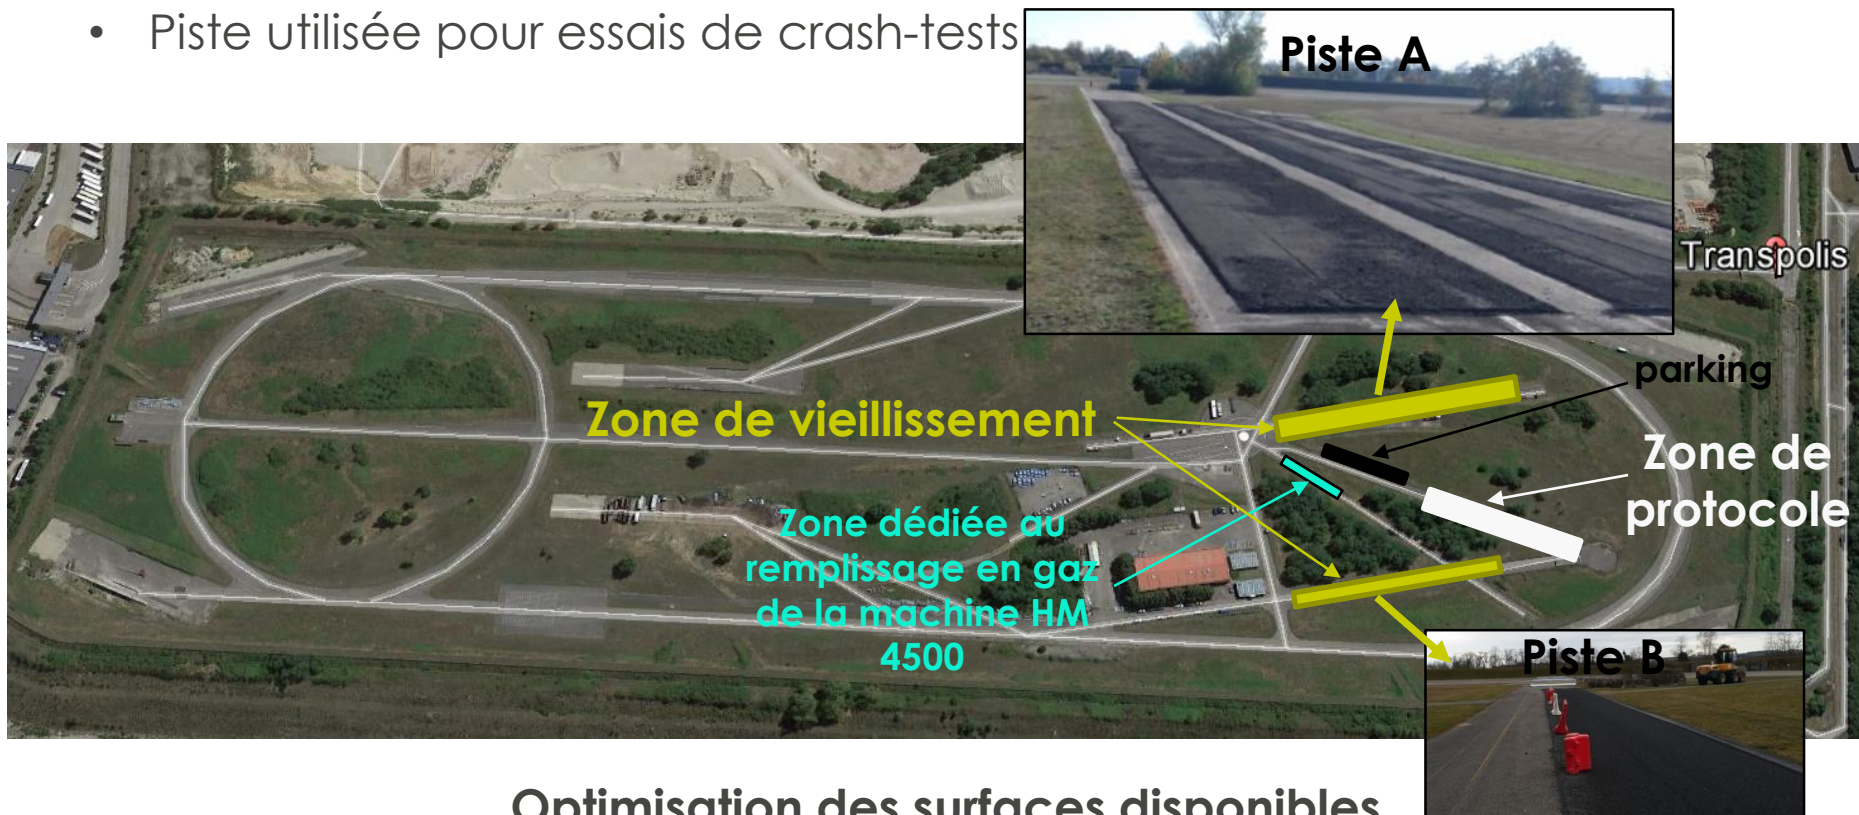 • Piste utilisée pour essais de crash-tests
Piste A
Transpolis
parking
Zone de vieillissement
Zone de
protocole
Zone dédiée au
remplissage en gaz
de la machine HM
4500
Piste B
Optimisation des surfaces disponibles